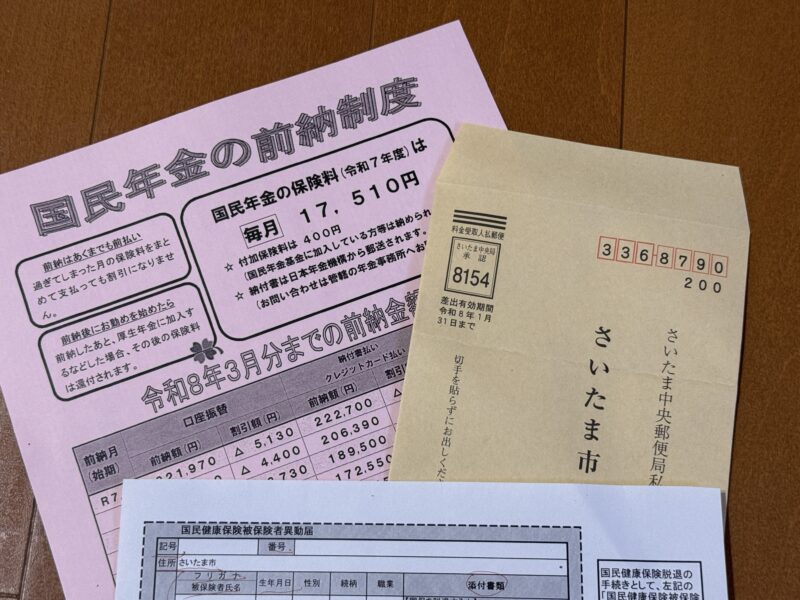 国民年金の前納制度
前納はあくまでも前払い
過ぎてしまった月の保険料をまと
めて支払っても割引になりませ
ん。
前納後にお勤めを始めたら
前納したあと、厚生年金に加入す
るなどした場合、その後の保険料
は還付されます。
国民年金の保険料(令和7年度)は
毎月 17,510円
☆ 付加保険料は 400円
(国民年金基金に加入している方等は納められ
☆ 納付書は日本年金機構から郵送されます。
(お問い合わせは管轄の年金事務所へお
令和8年3月分までの前納金
前納月
(始期)
口座振替
納付書払い
クレジットカード払い
前納額(円) 割引額(円) 前納額(円) 割引
R7
21,970 △ 5,130 222,700
△ 4,400 206,390
730 189,500
172,550
料金受取人払郵便
さいたま中央局
承認
8154
差出有効期間
令和8年1月
31日まで
切手を貼らずにお出しくださ
3368790
200
さいたま中央郵便局私
さいたま市
国民健康保険被保険者異動届
記号 番号
住所 さいたま市
フリガナ
被保険者氏名 生年月日 性別 続柄 職業 添付書類
国民健康保険脱退の
手続きとして、左記の
「国民健康保険被保険